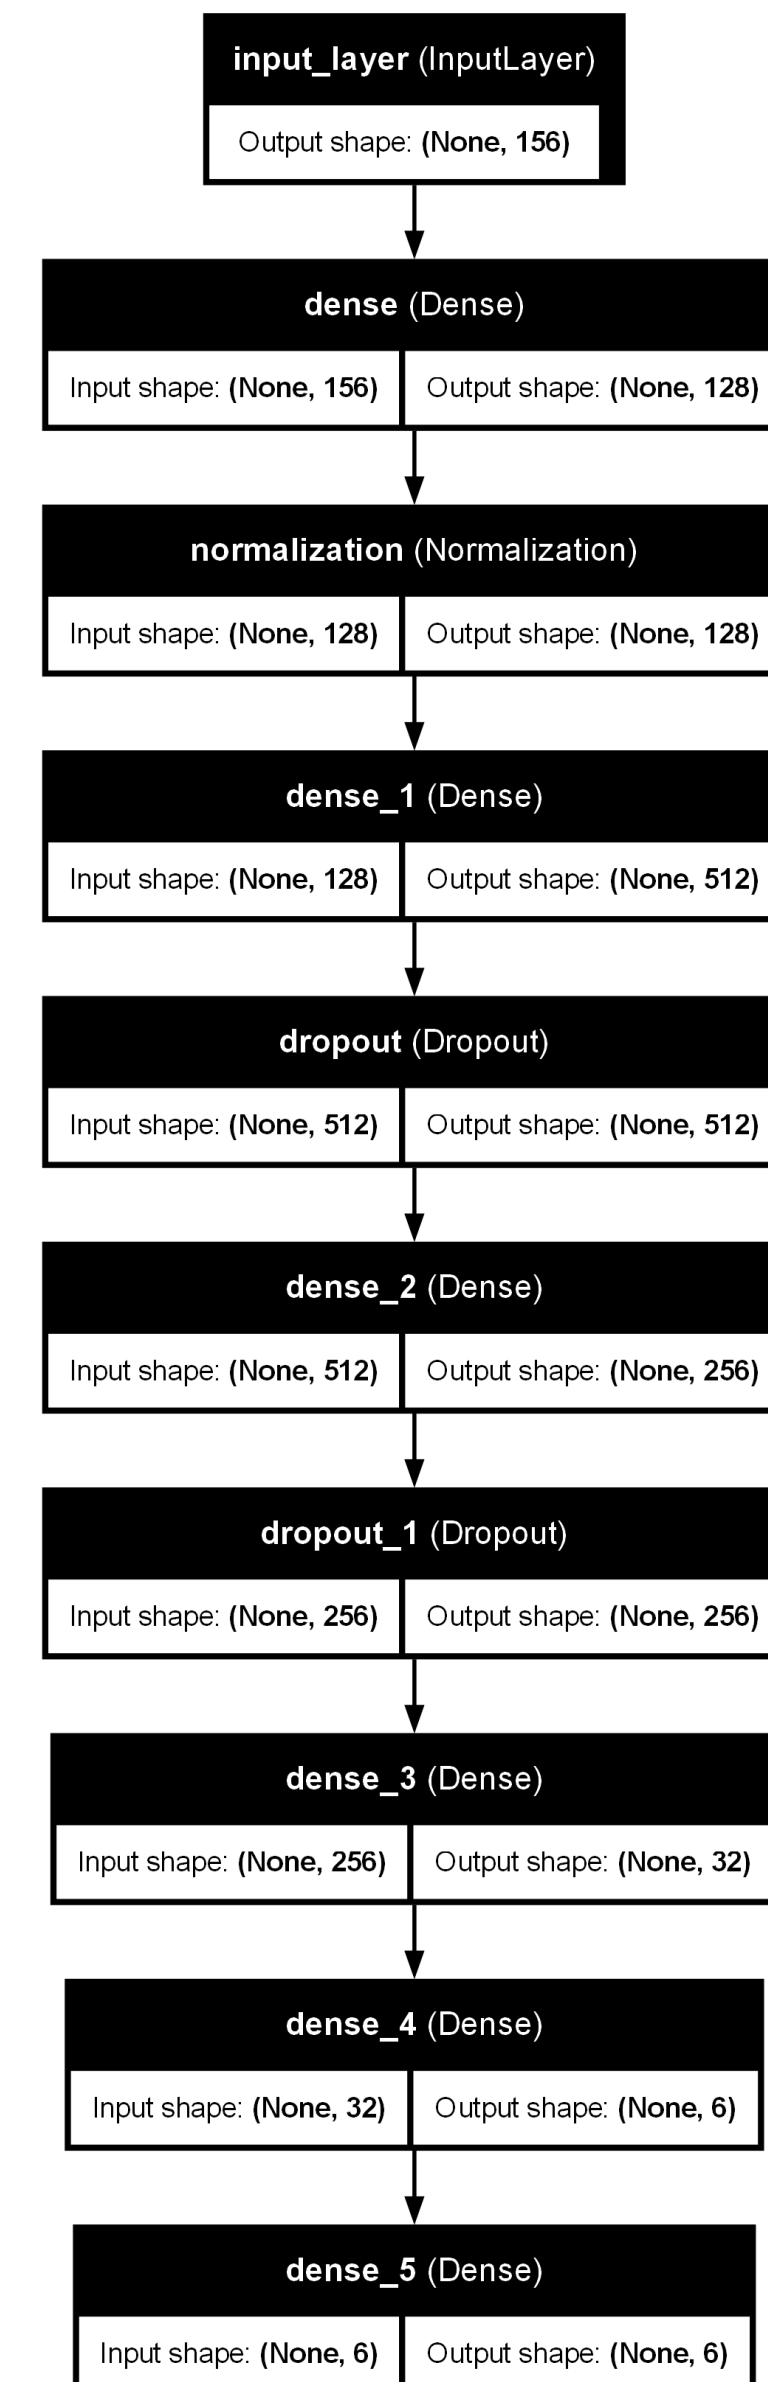 input_layer (InputLayer)
Output shape: (None, 156)
dense (Dense)
Input shape: (None, 156) Output shape: (None, 128)
normalization (Normalization)
Input shape: (None, 128) Output shape: (None, 128)
dense_1 (Dense)
Input shape: (None, 128) Output shape: (None, 512)
dropout (Dropout)
Input shape: (None, 512) Output shape: (None, 512)
dense_2 (Dense)
Input shape: (None, 512) Output shape: (None, 256)
dropout_1 (Dropout)
Input shape: (None, 256) Output shape: (None, 256)
dense_3 (Dense)
Input shape: (None, 256) Output shape: (None, 32)
dense_4 (Dense)
Input shape: (None, 32) Output shape: (None, 6)
dense_5 (Dense)
Input shape: (None, 6) Output shape: (None, 6)